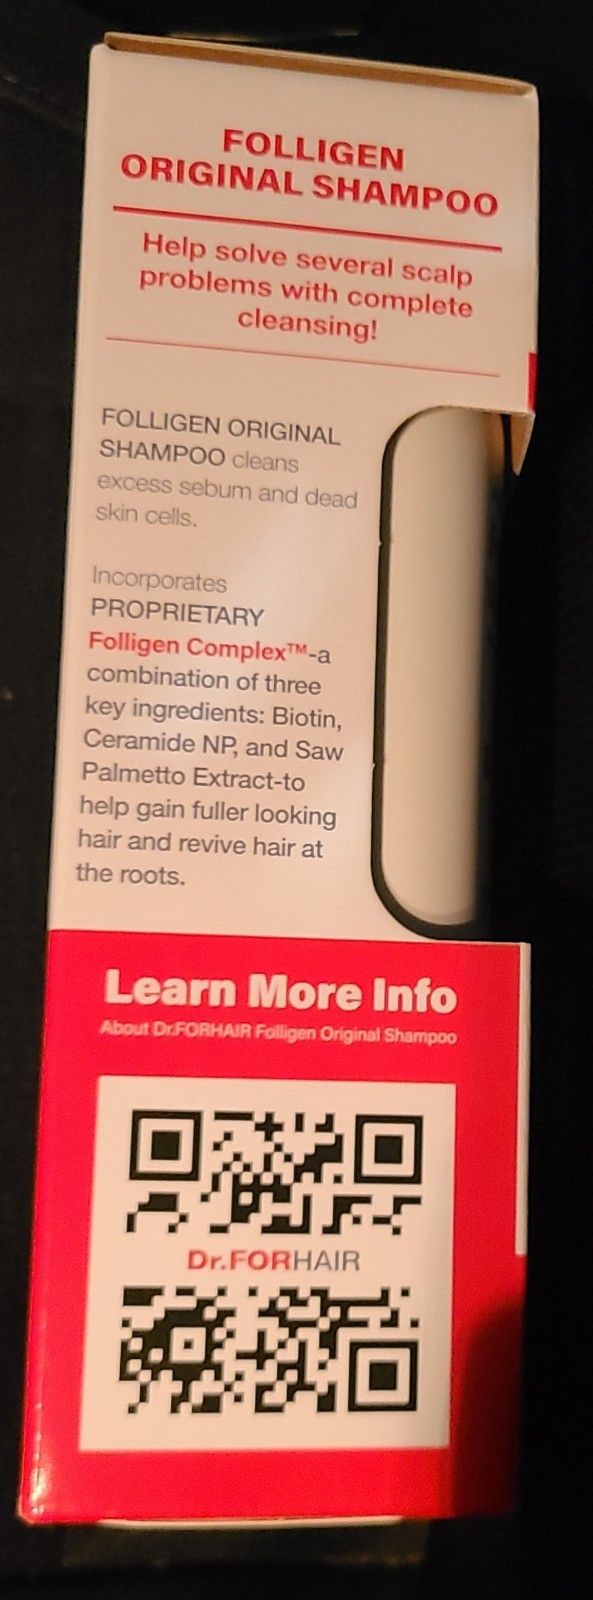 FOLLIGEN
ORIGINAL SHAMPOO
Help solve several scalp
problems with complete
cleansing!
FOLLIGEN ORIGINAL
SHAMPOO cleans
excess sebum and dead
skin cells.
Incorporates
PROPRIETARY
Folligen Complex™-a
combination of three
key ingredients: Biotin,
Ceramide NP, and Saw
Palmetto Extract-to
help gain fuller looking
hair and revive hair at
the roots.
Learn More Info
About Dr.FORHAIR Folligen Original Shampoo
Dr.FORHAIR